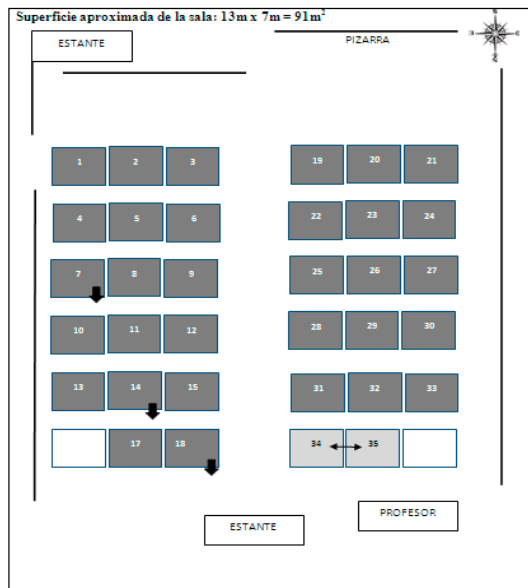 Superficie aproximada de la sala: 13m x 7m = 91m²
ESTANTE
PIZARRA
1 2 3 19 20 21
4 5 6 22 23 24
7 8 9 25 26 27
10 11 12 28 29 30
13 14 15 31 32 33
17 18 34 35
PROFESOR
ESTANTE